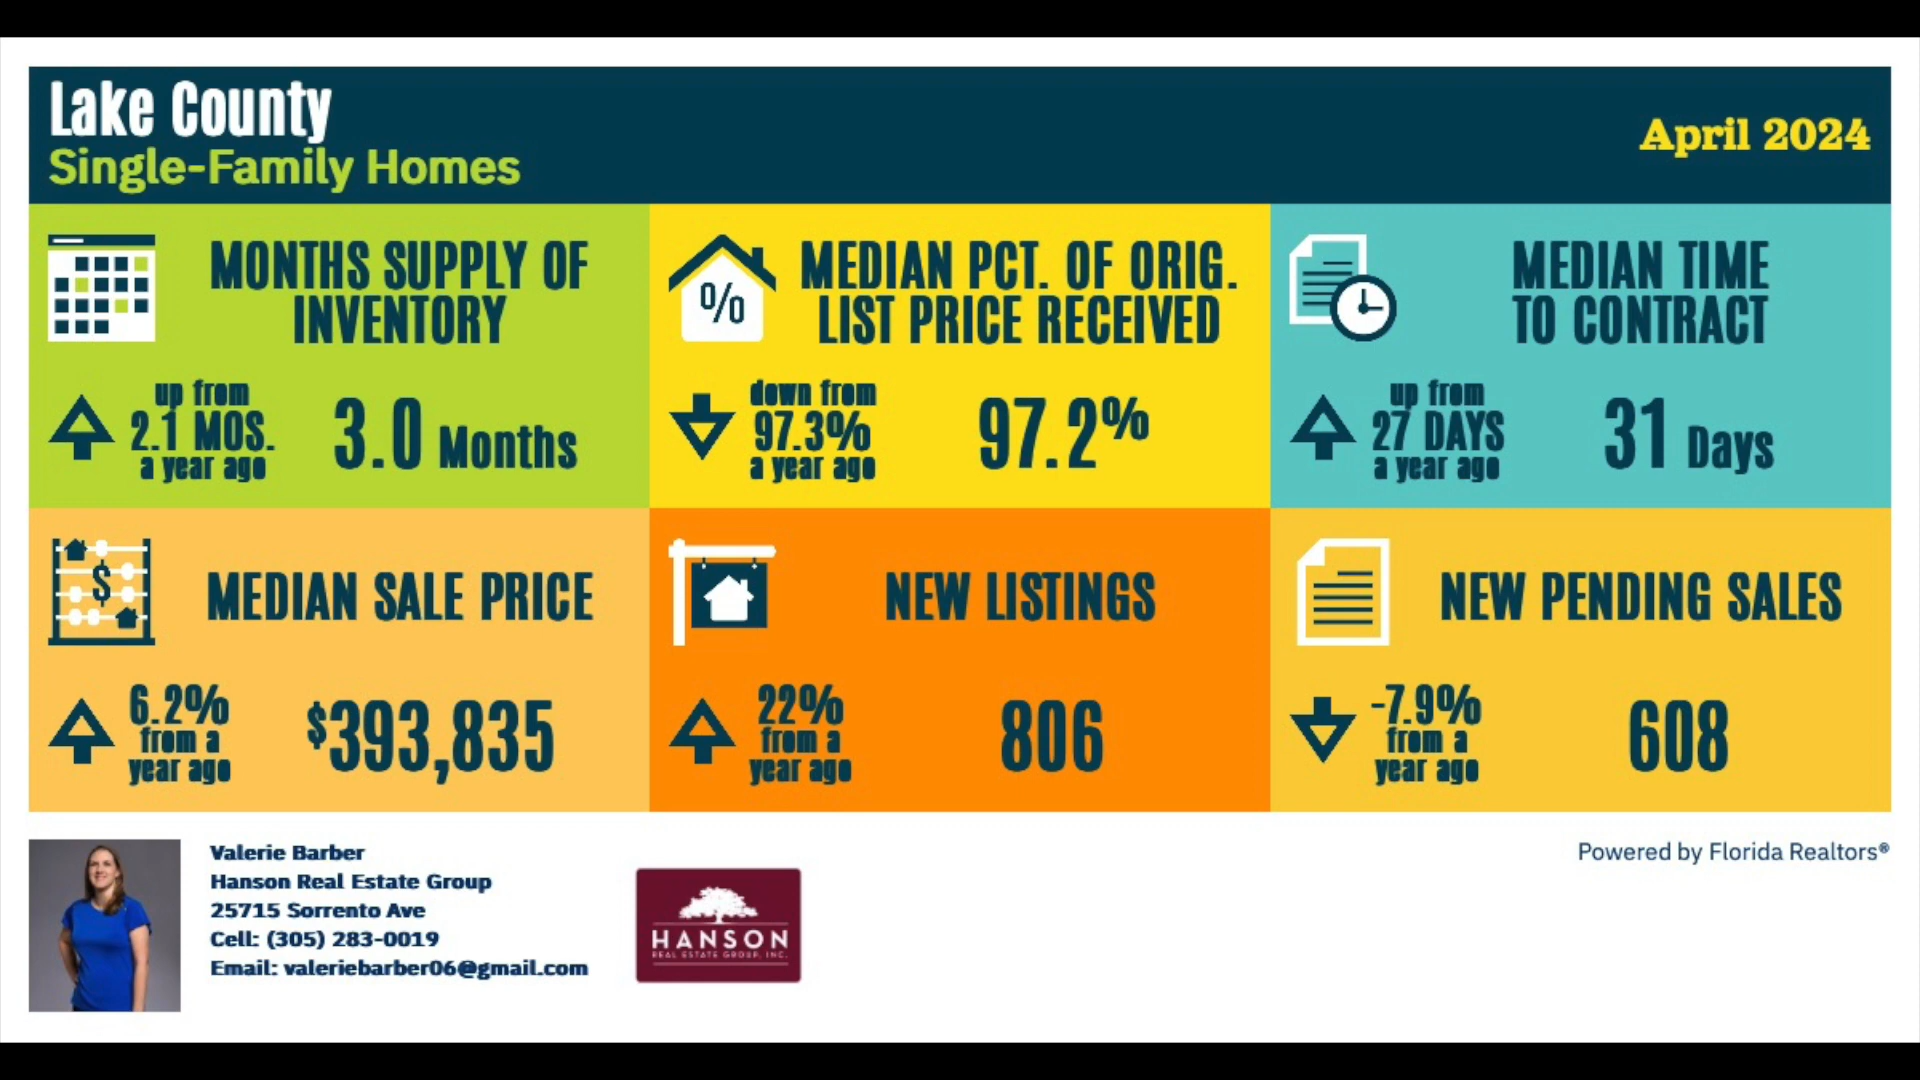 Lake County
Single-Family Homes
April 2024
MONTHS SUPPLY OF
INVENTORY
up from
2.1 MOS.
a year ago
3.0 Months
%
MEDIAN PCT. OF ORIG.
LIST PRICE RECEIVED
down from
97.3%
a year ago
97.2%
MEDIAN TIME
TO CONTRACT
up from
27 DAYS
a year ago
31 Days
$
MEDIAN SALE PRICE
6.2%
from a
year ago
$393,835
NEW LISTINGS
22%
from a
year ago
806
NEW PENDING SALES
-7.9%
from a
year ago
608
Valerie Barber
Hanson Real Estate Group
25715 Sorrento Ave
Cell: (305) 283-0019
Email: valeriebarber06@gmail.com
HANSON
REAL ESTATE GROUP, INC.
Powered by Florida Realtors®